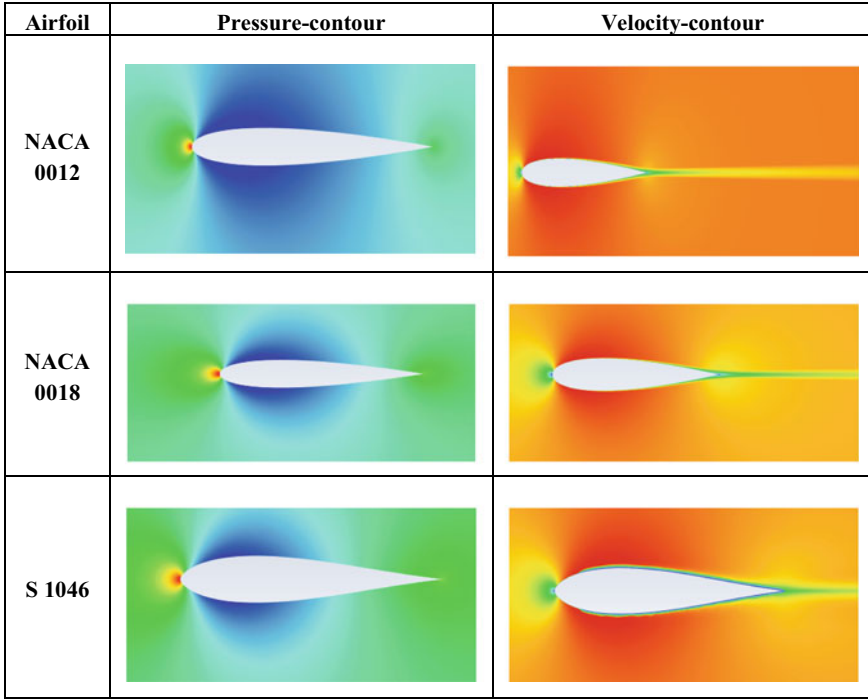 Airfoil Pressure-contour Velocity-contour
NACA
0012
NACA
0018
S 1046